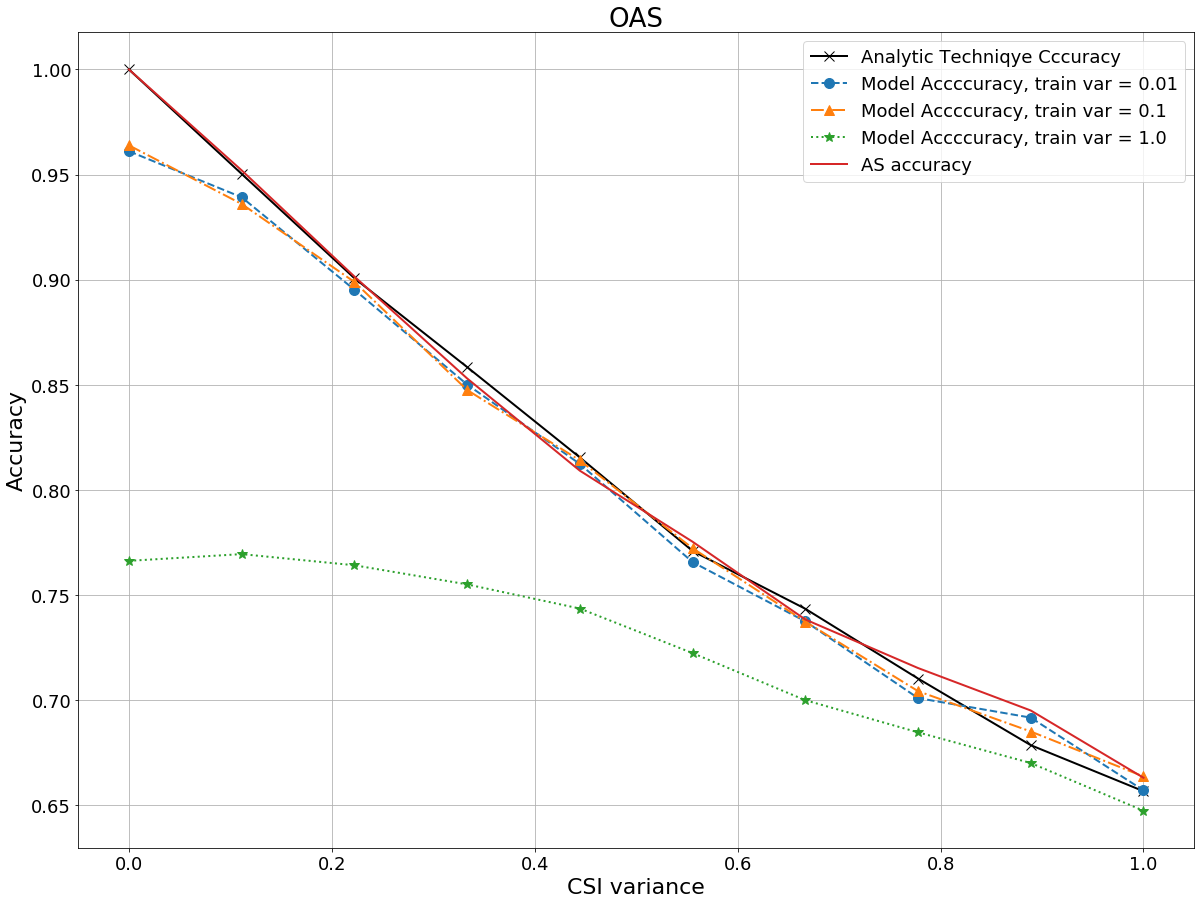 OAS
Analytic Techniqye Cccuracy
Model Accccuracy, train var = 0.01
Model Accccuracy, train var = 0.1
Model Accccuracy, train var = 1.0
AS accuracy
Accuracy
1.00
0.95
0.90
0.85
0.80
0.75
0.70
0.65
0.0 0.2 0.4 0.6 0.8 1.0
CSI variance